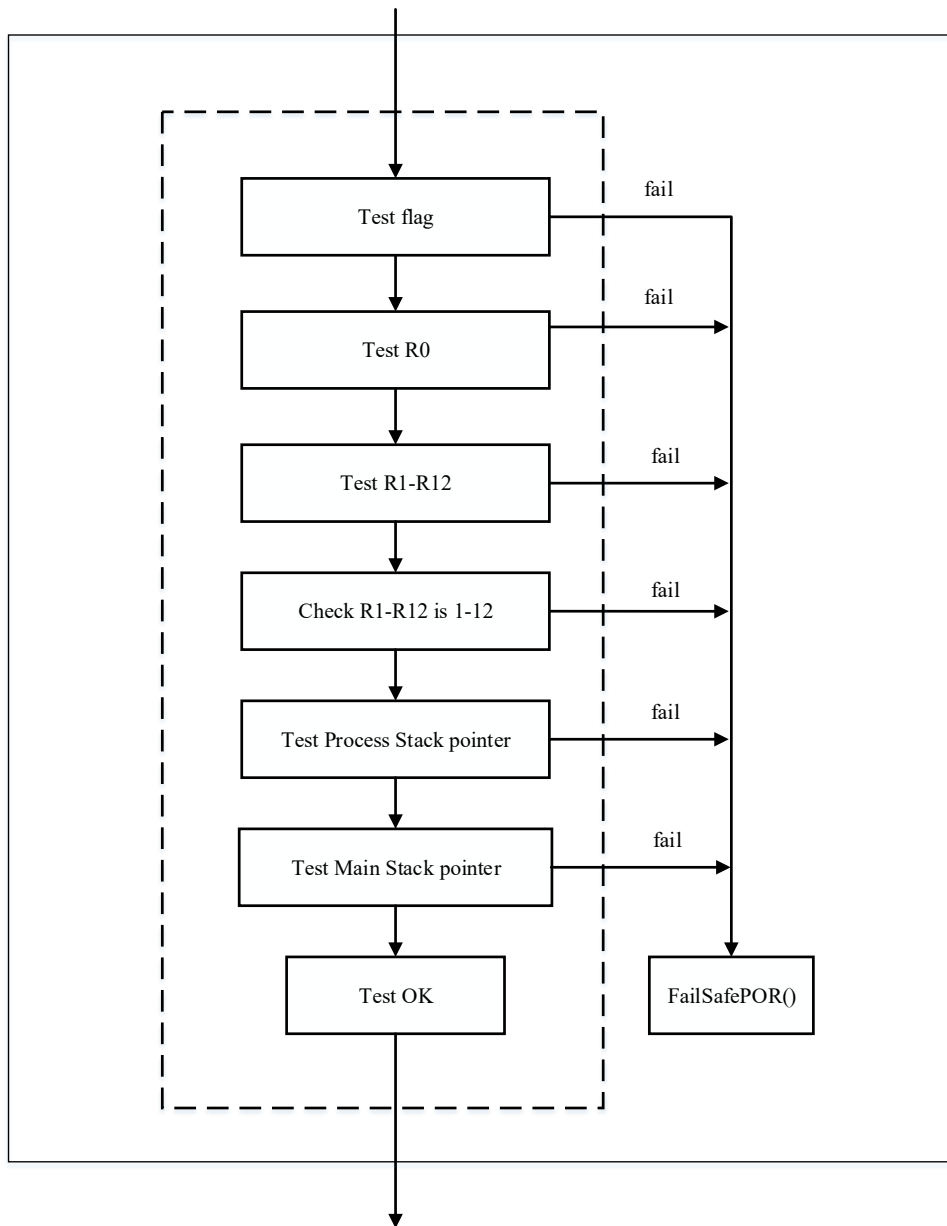 Test flag
fail
Test R0
fail
Test R1-R12
fail
Check R1-R12 is 1-12
fail
Test Process Stack pointer
fail
Test Main Stack pointer
fail
Test OK
FailSafePOR()